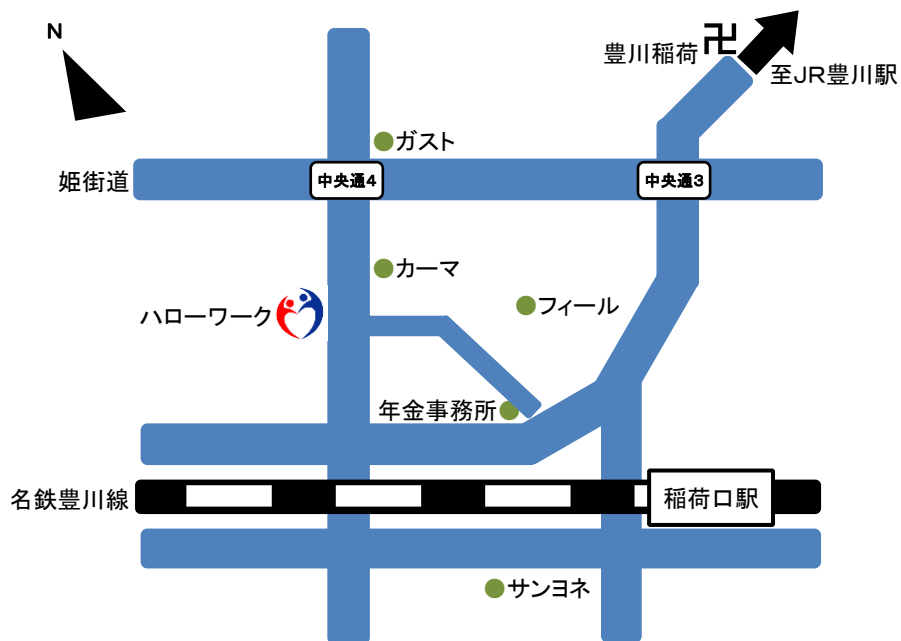 N
豊川稲荷
卍
至JR豊川駅
ガスト
姫街道
中央通4
中央通3
カーマ
ハローワーク
フィール
年金事務所
名鉄豊川線
稲荷口駅
サンヨネ